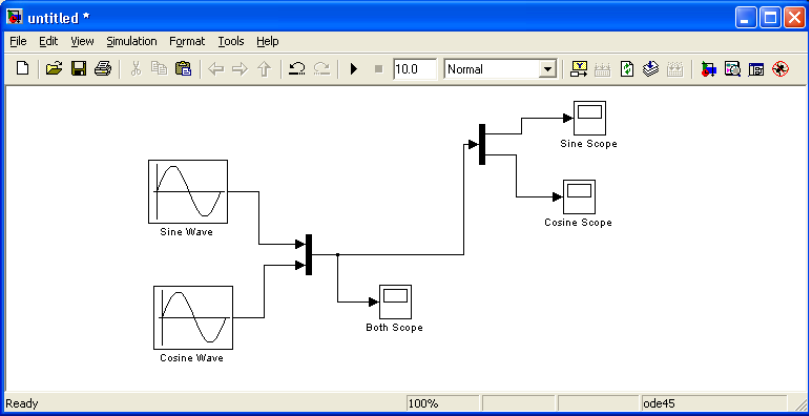 untitled *
File Edit View Simulation Format Tools Help
10.0 Normal
Sine Scope
Cosine Scope
Sine Wave
Both Scope
Cosine Wave
Ready 100% ode45